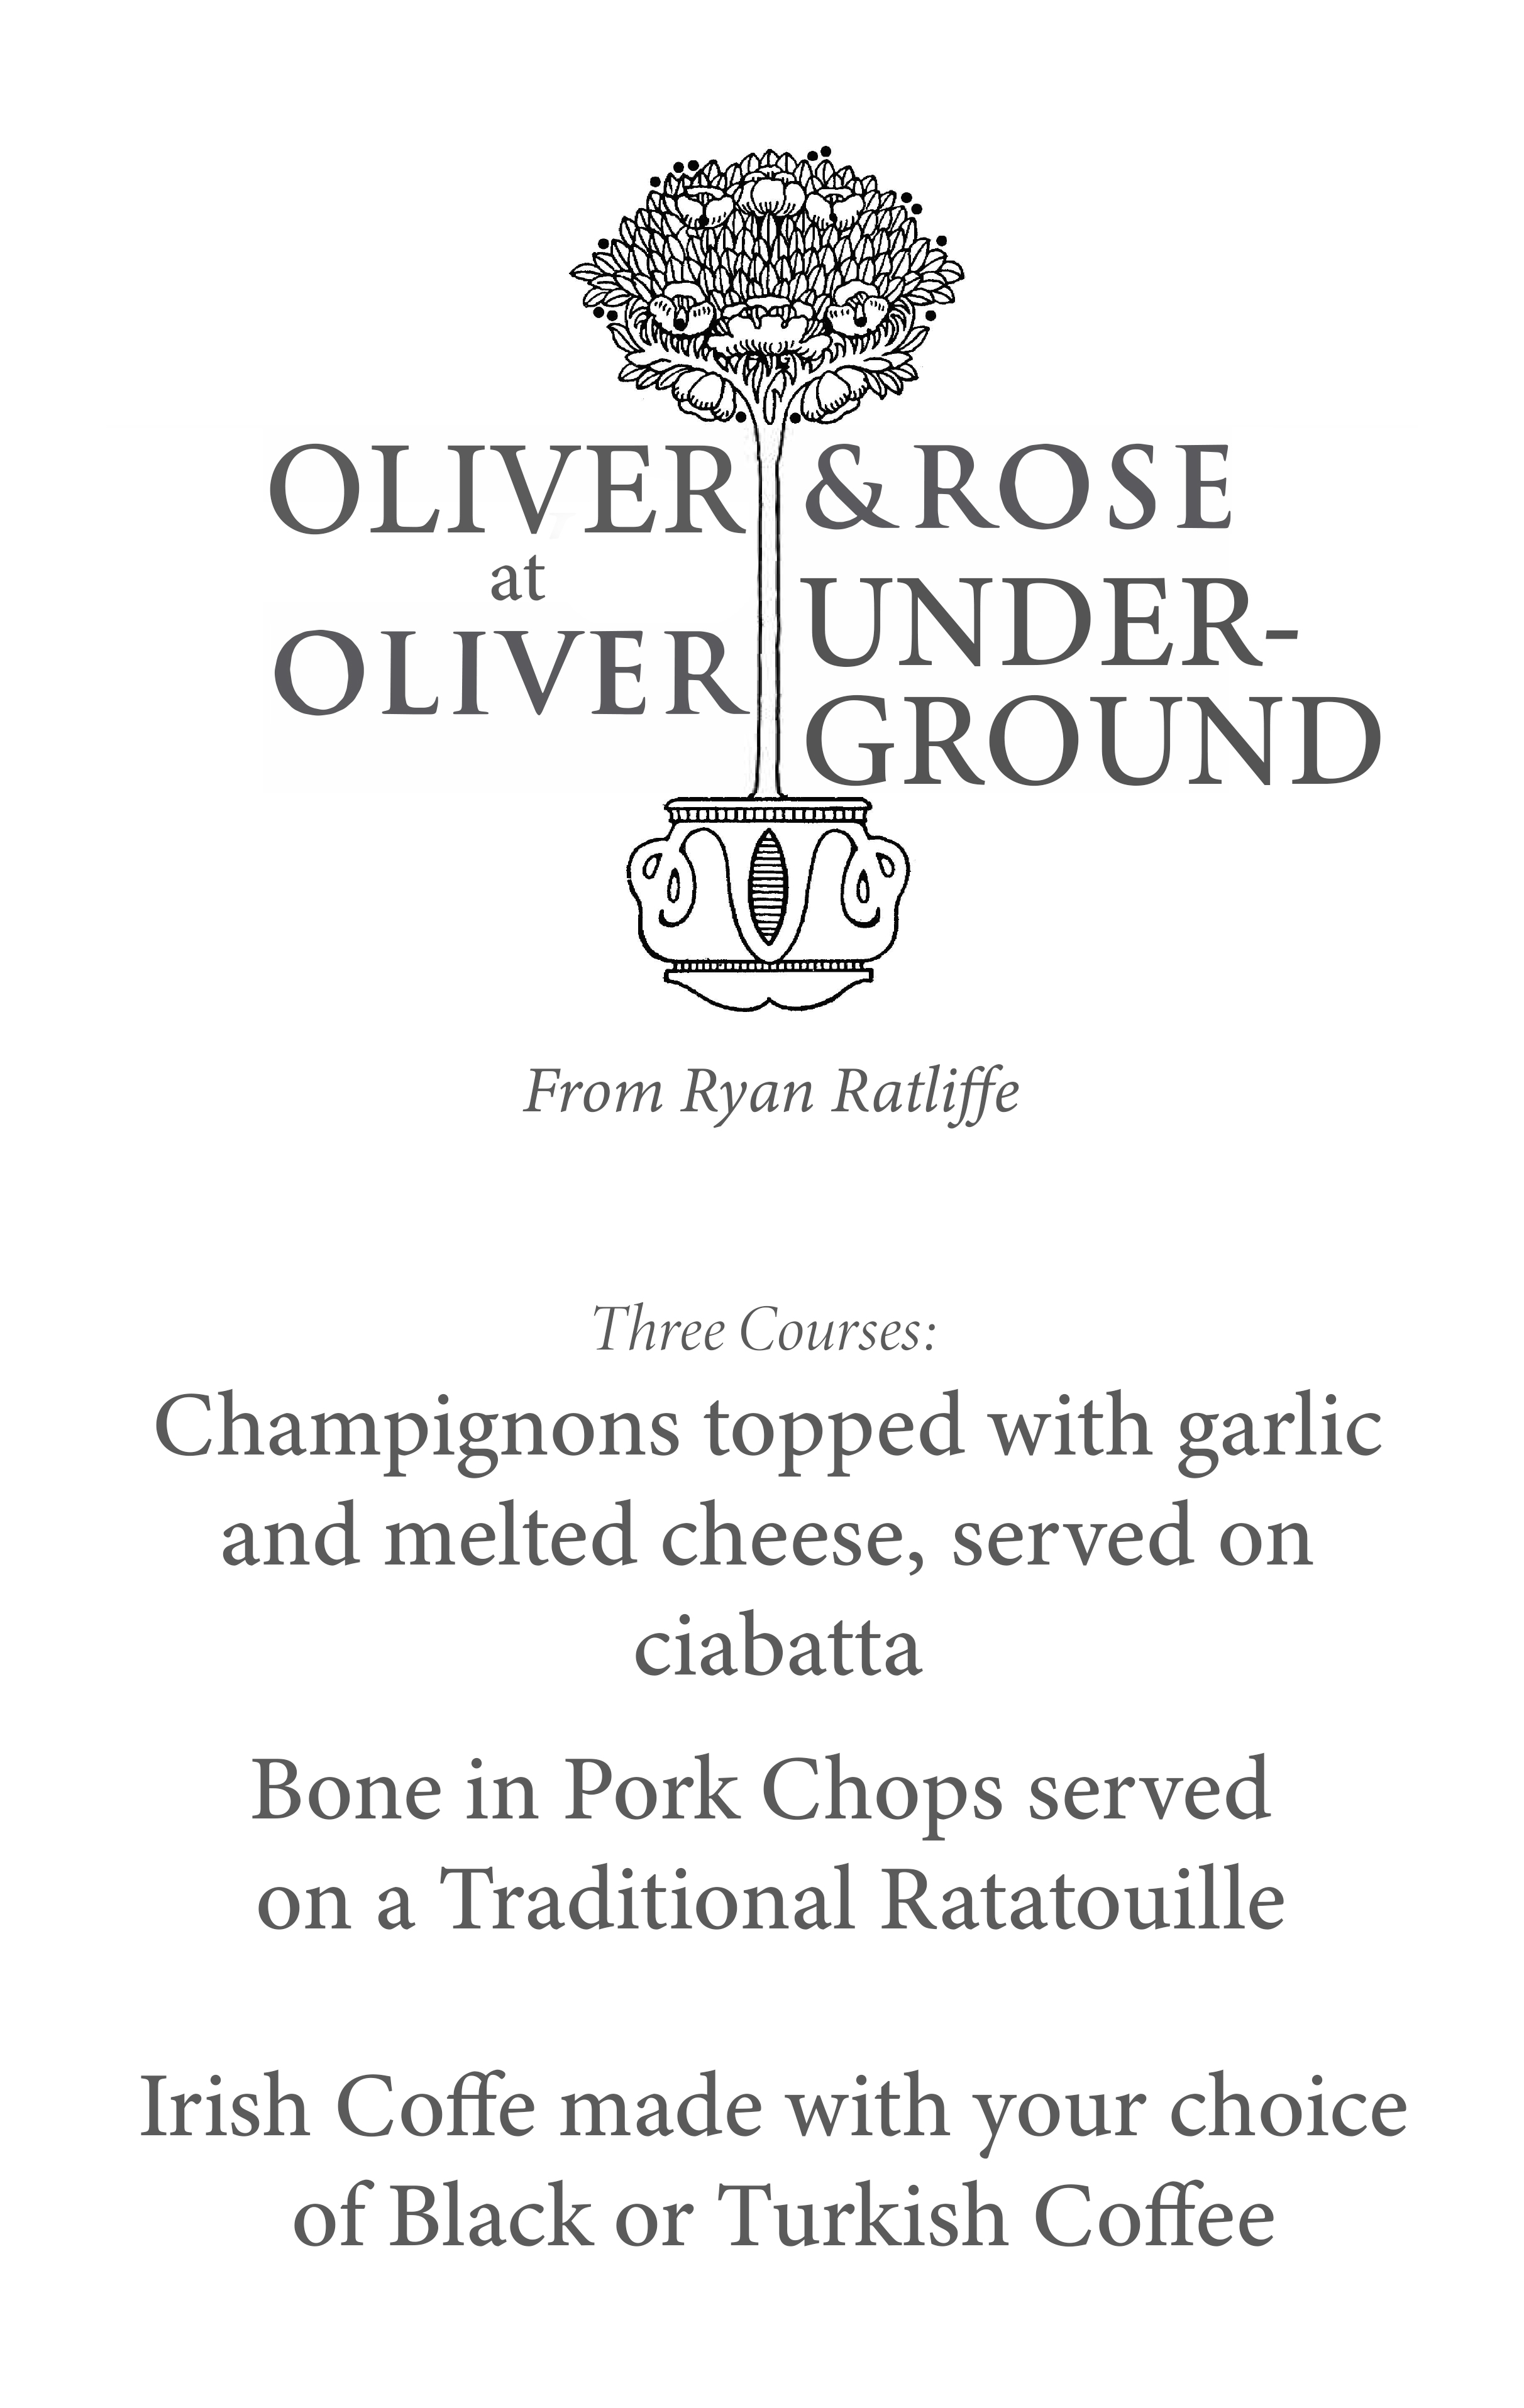 OLIVER & ROSE
at
OLIVER
UNDER-
GROUND
From Ryan Ratliffe
Three Courses:
Champignons topped with garlic
and melted cheese, served on
ciabatta
Bone in Pork Chops served
on a Traditional Ratatouille
Irish Coffe made with your choice
of Black or Turkish Coffee